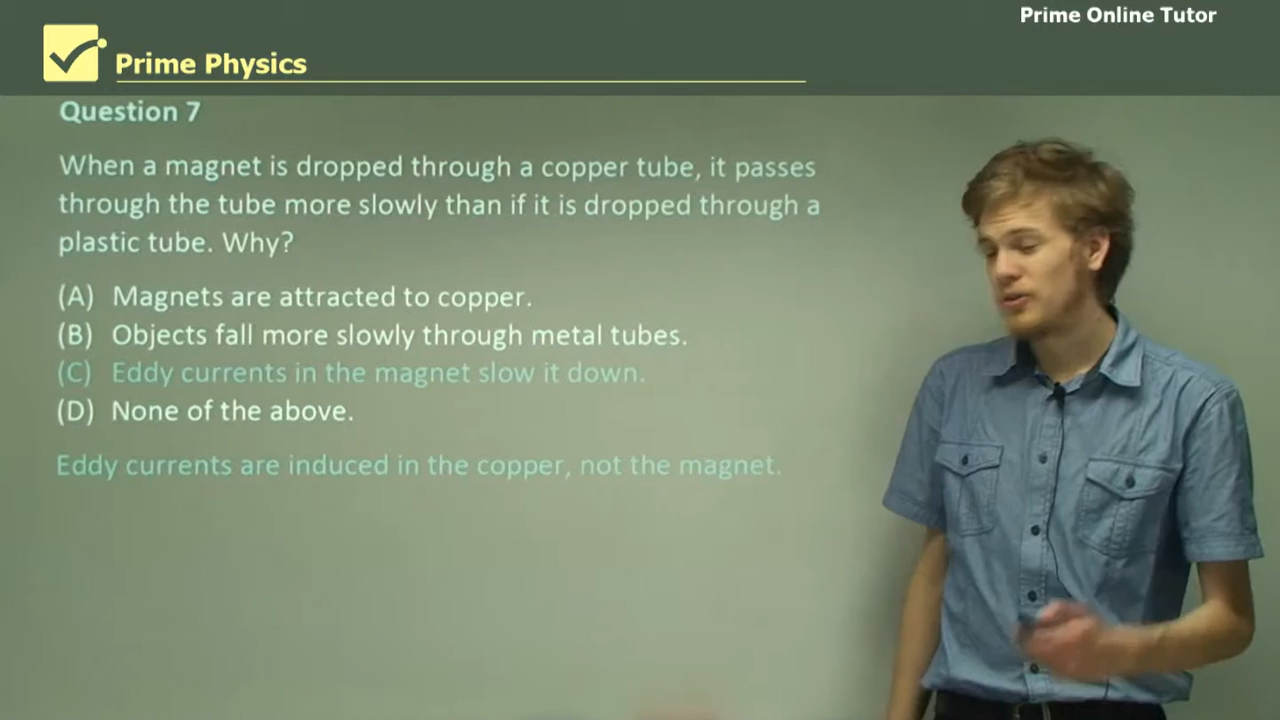 Prime Online Tutor
Prime Physics
Question 7
When a magnet is dropped through a copper tube, it passes
through the tube more slowly than if it is dropped through a
plastic tube. Why?
(A) Magnets are attracted to copper.
(B) Objects fall more slowly through metal tubes.
(C) Eddy currents in the magnet slow it down.
(D) None of the above.
Eddy currents are induced in the copper, not the magnet.